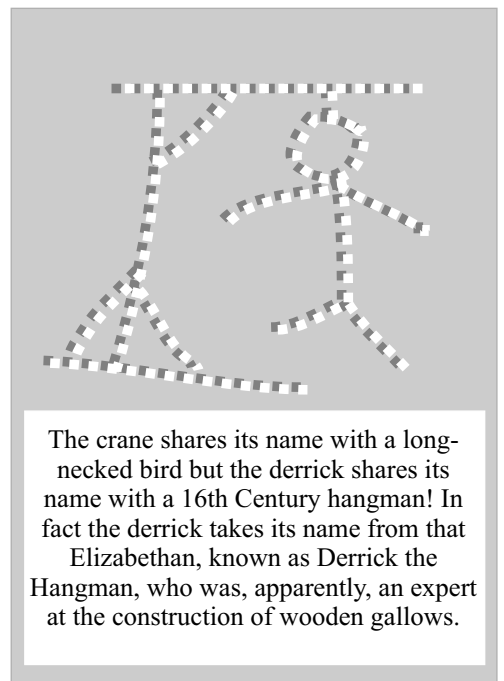 The crane shares its name with a long-
necked bird but the derrick shares its
name with a 16th Century hangman! In
fact the derrick takes its name from that
Elizabethan, known as Derrick the
Hangman, who was, apparently, an expert
at the construction of wooden gallows.